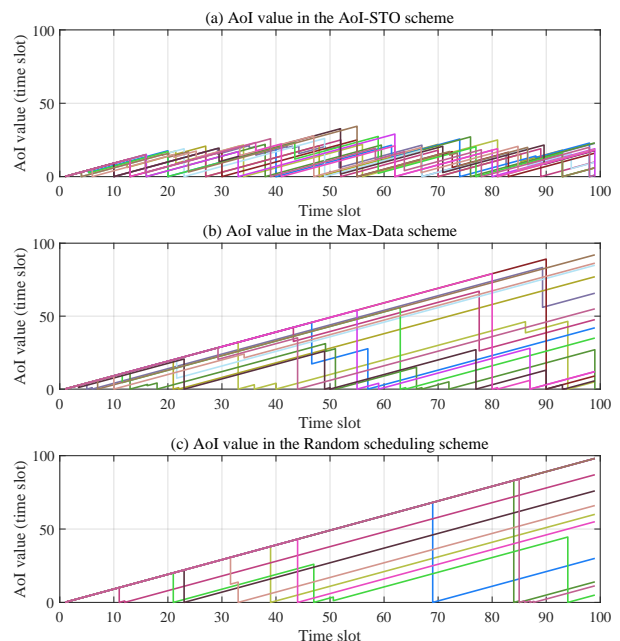 (a) AoI value in the AoI-STO scheme
AoI value (time slot)
100
50
0
0 10 20 30 40 50 60 70 80 90 100
Time slot
(b) AoI value in the Max-Data scheme
AoI value (time slot)
100
50
0
0 10 20 30 40 50 60 70 80 90 100
Time slot
(c) AoI value in the Random scheduling scheme
AoI value (time slot)
100
50
0
0 10 20 30 40 50 60 70 80 90 100
Time slot